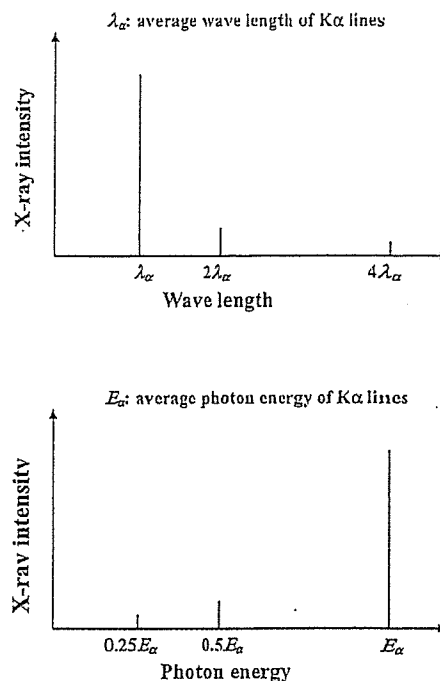 λα: average wave length of Kα lines
X-ray intensity
λα 2λα 4λα
Wave length
Eα: average photon energy of Kα lines
X-ray intensity
0.25Eα 0.5Eα Eα
Photon energy